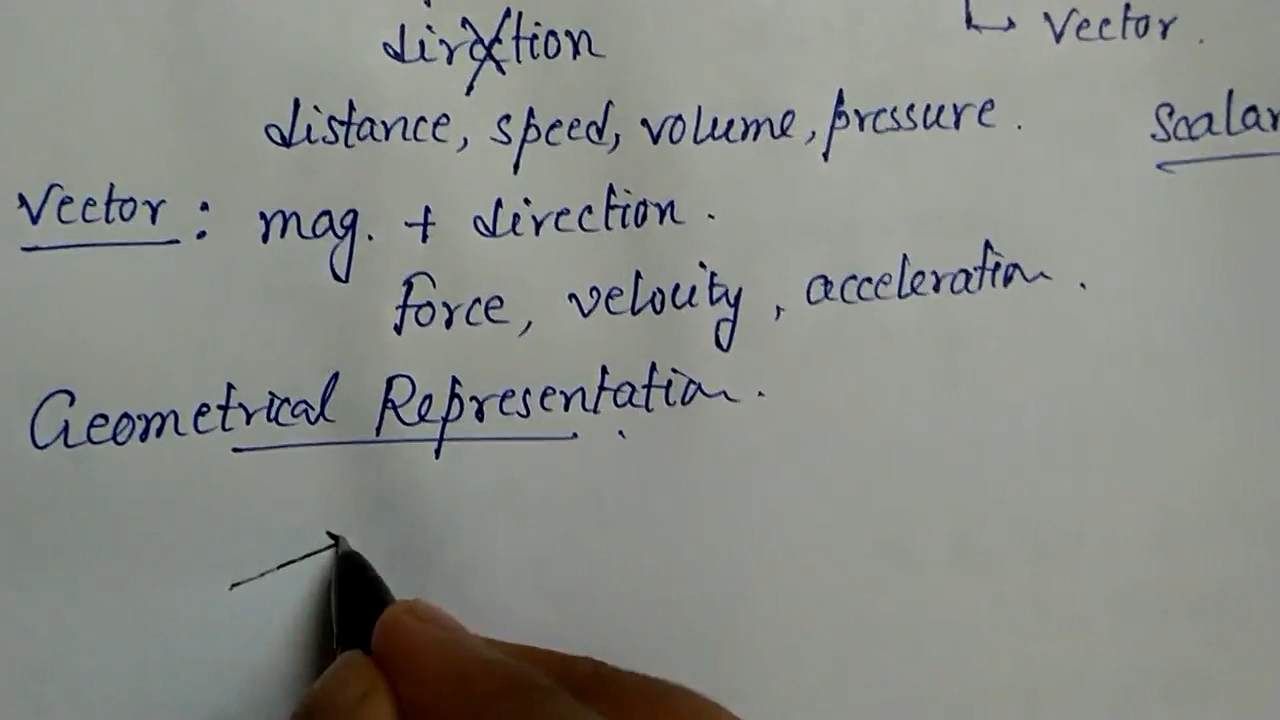 ↳ Vector.
direction
distance, speed, volume, pressure.
Scalar
Vector: mag. + direction.
force, velocity, acceleration.
Geometrical Representation.